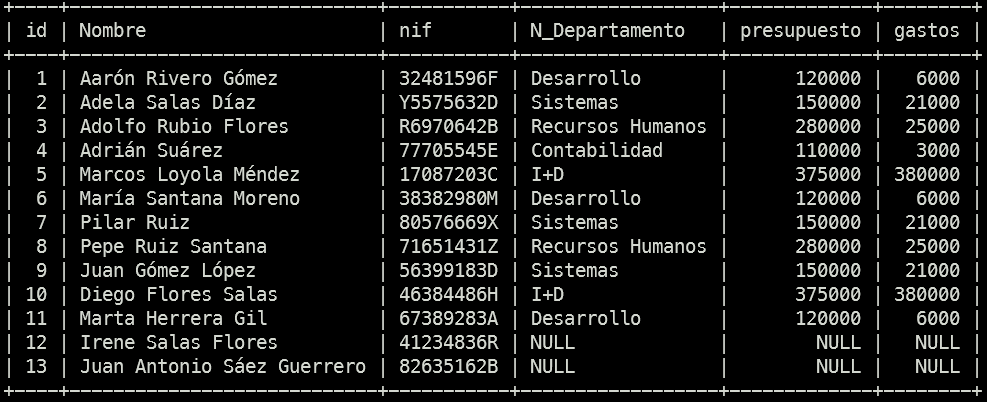 +----+-----------------------------+-----------+------------------+-------------+--------+
| id | Nombre                      | nif       | N_Departamento   | presupuesto | gastos |
+----+-----------------------------+-----------+------------------+-------------+--------+
|  1 | Aarón Rivero Gómez          | 32481596F | Desarrollo       |      120000 |   6000 |
|  2 | Adela Salas Díaz            | Y5575632D | Sistemas         |      150000 |  21000 |
|  3 | Adolfo Rubio Flores         | R6970642B | Recursos Humanos |      280000 |  25000 |
|  4 | Adrián Suárez               | 77705545E | Contabilidad     |      110000 |   3000 |
|  5 | Marcos Loyola Méndez        | 17087203C | I+D              |      375000 | 380000 |
|  6 | María Santana Moreno        | 38382980M | Desarrollo       |      120000 |   6000 |
|  7 | Pilar Ruiz                  | 80576669X | Sistemas         |      150000 |  21000 |
|  8 | Pepe Ruiz Santana           | 71651431Z | Recursos Humanos |      280000 |  25000 |
|  9 | Juan Gómez López            | 56399183D | Sistemas         |      150000 |  21000 |
| 10 | Diego Flores Salas          | 46384486H | I+D              |      375000 | 380000 |
| 11 | Marta Herrera Gil           | 67389283A | Desarrollo       |      120000 |   6000 |
| 12 | Irene Salas Flores          | 41234836R | NULL             |        NULL |   NULL |
| 13 | Juan Antonio Sáez Guerrero  | 82635162B | NULL             |        NULL |   NULL |
+----+-----------------------------+-----------+------------------+-------------+--------+